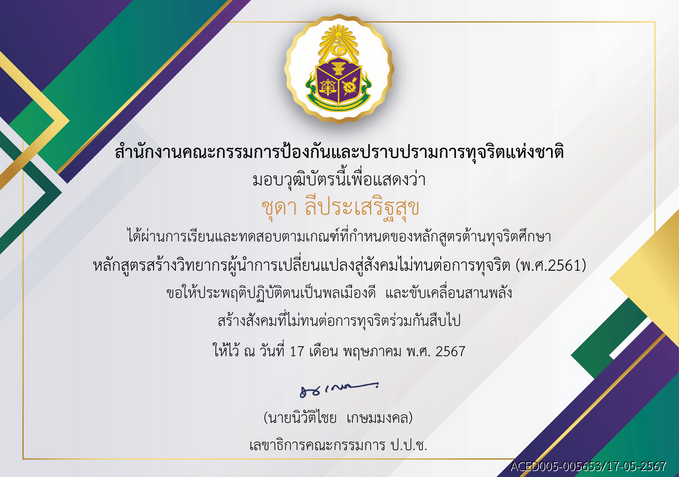 สำนักงานคณะกรรมการป้องกันและปราบปรามการทุจริตแห่งชาติ
มอบวุฒิบัตรนี้เพื่อแสดงว่า
ชุดา ลีประเสริฐสุข
ได้ผ่านการเรียนและทดสอบตามเกณฑ์ที่กำหนดของหลักสูตรต้านทุจริตศึกษา
หลักสูตรสร้างวิทยากรผู้นำการเปลี่ยนแปลงสู่สังคมไม่ทนต่อการทุจริต (พ.ศ.2561)
ขอให้ประพฤติปฏิบัติตนเป็นพลเมืองดี และขับเคลื่อนสานพลัง
สร้างสังคมที่ไม่ทนต่อการทุจริตร่วมกันสืบไป
ให้ไว้ ณ วันที่ 17 เดือน พฤษภาคม พ.ศ. 2567
(นายนิวัติไชย เกษมมงคล)
เลขาธิการคณะกรรมการ ป.ป.ช.
ACED005-005653/17-05-2567